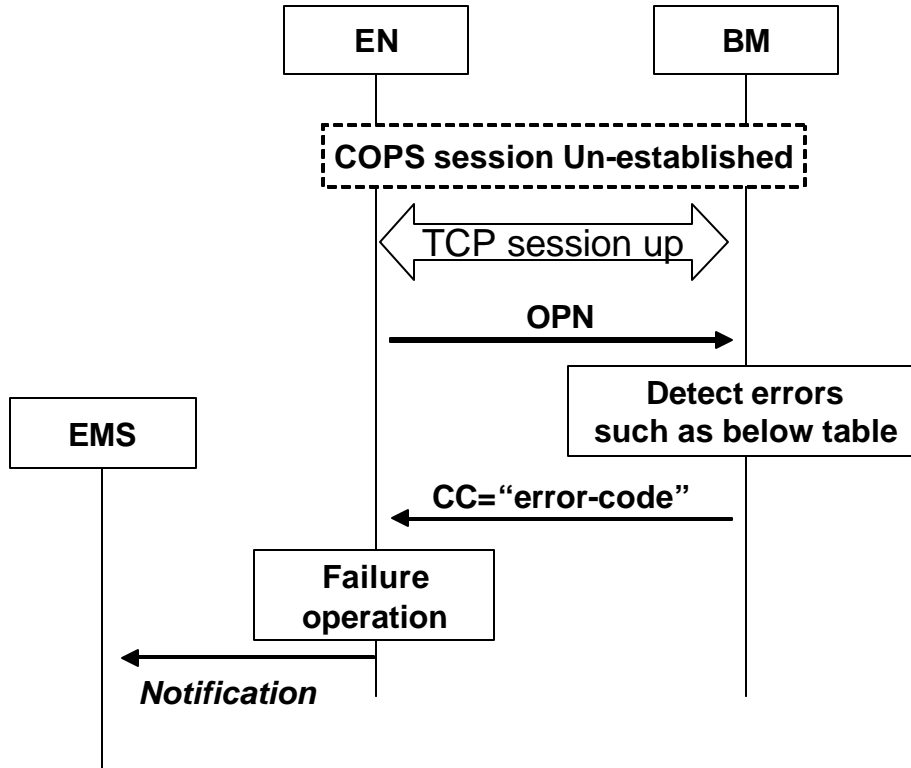 EN
BM
COPS session Un-established
TCP session up
OPN
Detect errors
such as below table
EMS
CC=“error-code”
Failure
operation
Notification